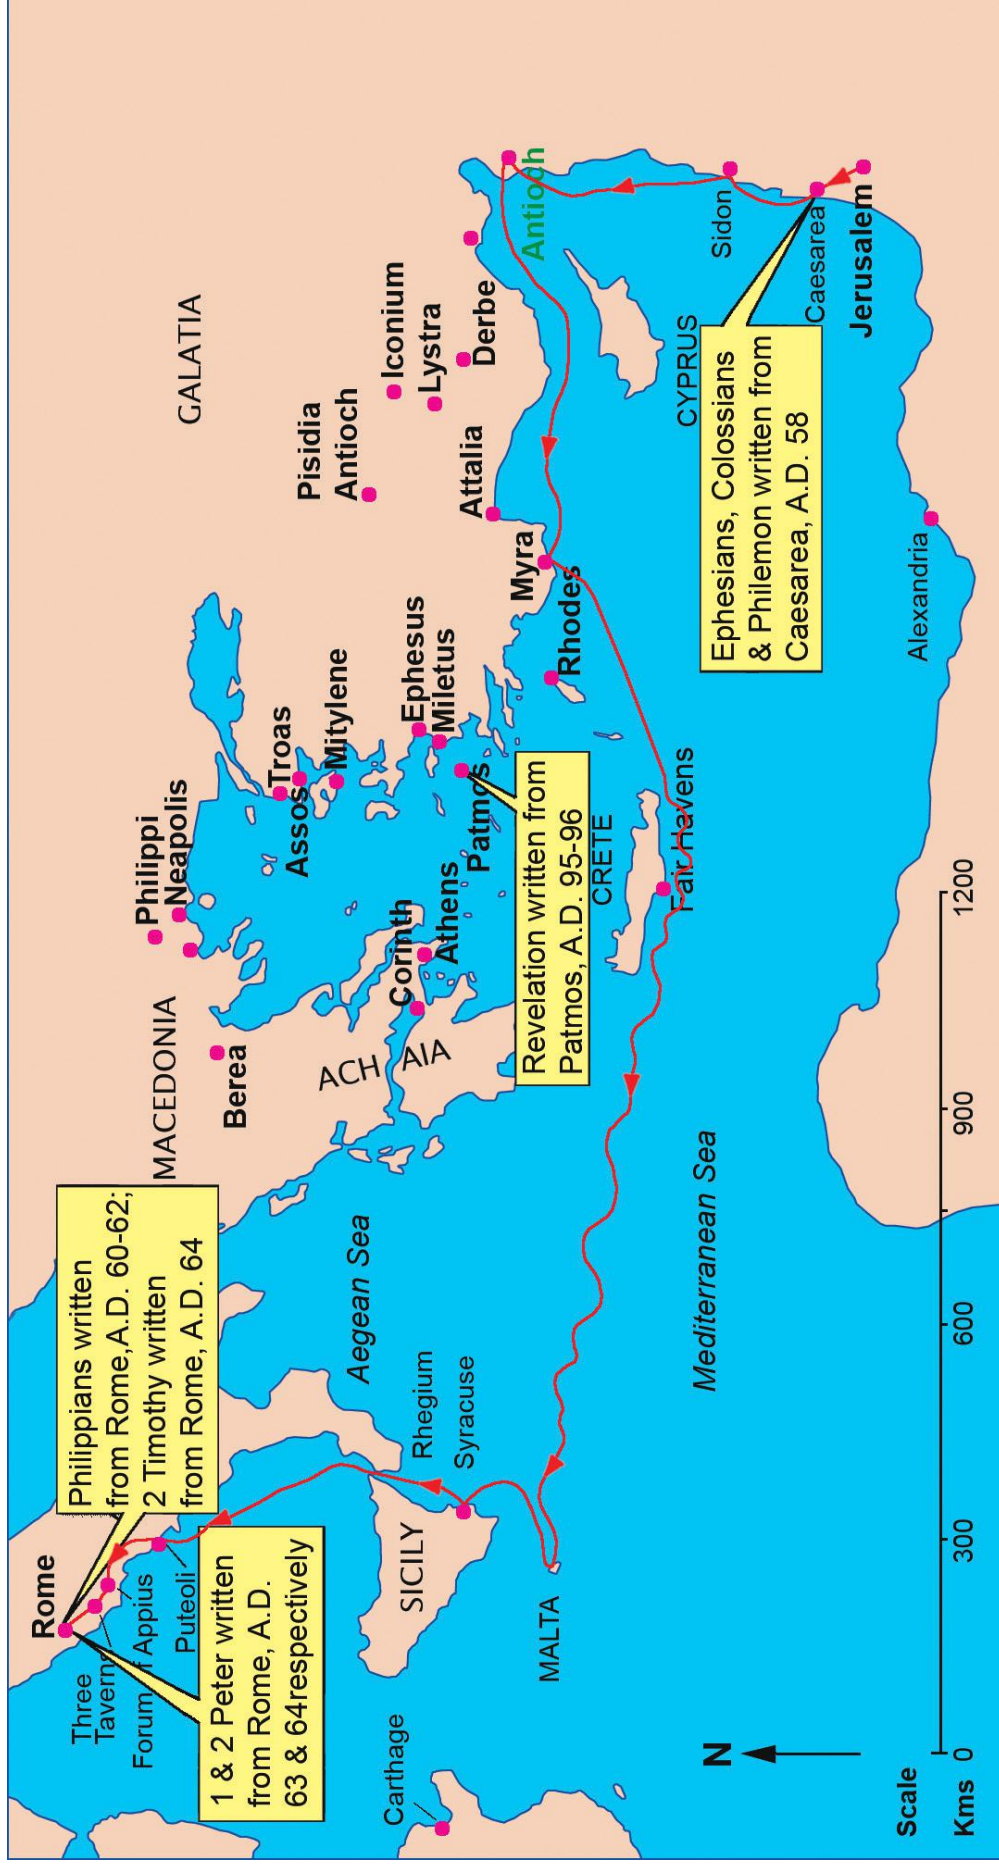 Rome
Three
Taverns
Forum of Appius
Puteoli
Philippians written
from Rome,A.D. 60-62;
2 Timothy written
from Rome, A.D. 64
1 & 2 Peter written
from Rome, A.D.
63 & 64respectively
MACEDONIA
Philippi
Neapolis
Berea
GALATIA
Troas
Assos
Mitylene
Pisidia
Antioch
Iconium
Lystra
Derbe
ACHAIA
Corinth
Athens
Ephesus
Miletus
Patmos
Attalia
Myra
Rhodes
Antioch
Aegean Sea
Rhegium
Syracuse
SICILY
Carthage
MALTA
Revelation written from
Patmos, A.D. 95-96
CRETE
Fair Havens
CYPRUS
Sidon
Caesarea
Jerusalem
Ephesians, Colossians
& Philemon written from
Caesarea, A.D. 58
Mediterranean Sea
Alexandria
N
Scale
Kms
0 300 600 900 1200